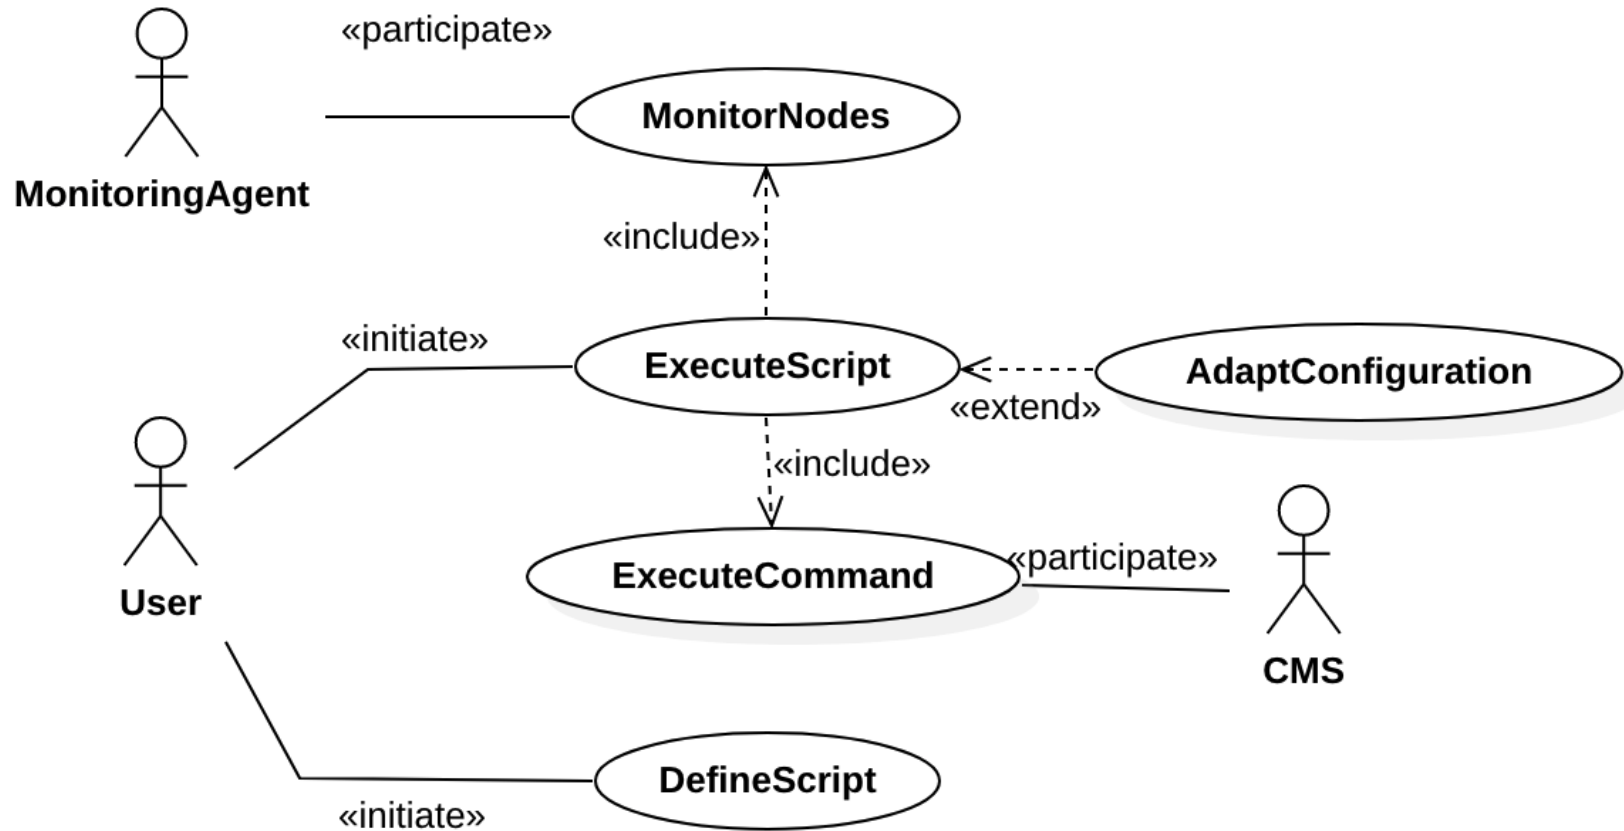 «participate»
MonitorNodes
MonitoringAgent
«include»
«initiate»
ExecuteScript
AdaptConfiguration
«extend»
«include»
«participate»
ExecuteCommand
User
CMS
DefineScript
«initiate»